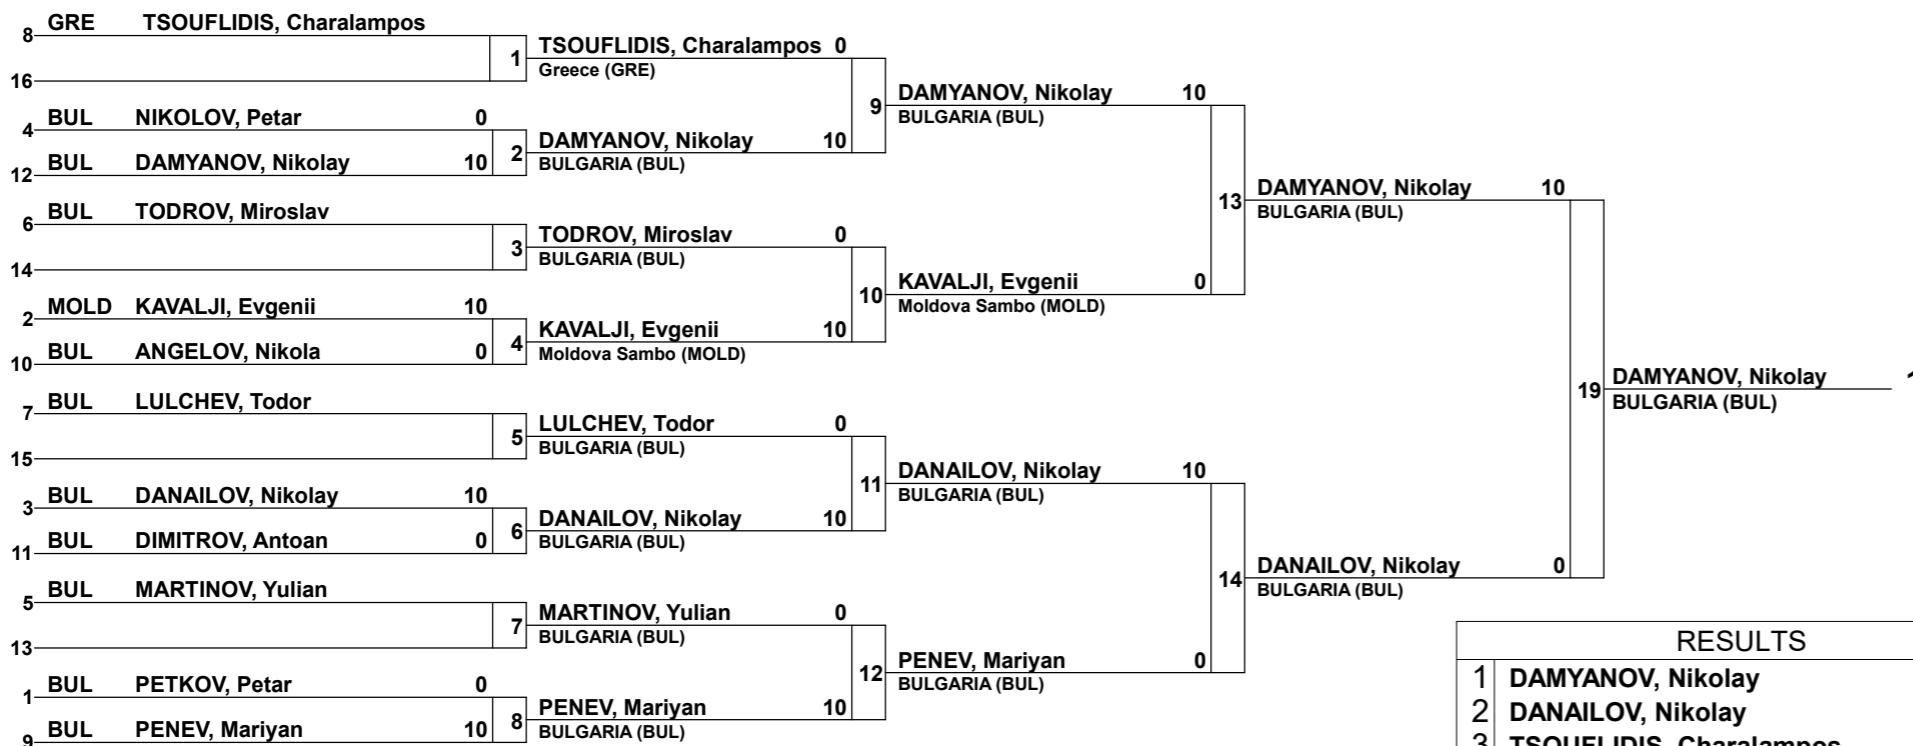 8 GRE TSOUFLIDIS, Charalampos
16
1
4 BUL NIKOLOV, Petar 0
12 BUL DAMYANOV, Nikolay 10
2
6 BUL TODROV, Miroslav
14
3
2 MOLD KAVALJI, Evgenii 10
10 BUL ANGELOV, Nikola 0
4
7 BUL LULCHEV, Todor
15
5
3 BUL DANAILOV, Nikolay 10
11 BUL DIMITROV, Antoan 0
6
5 BUL MARTINOV, Yulian
13
7
1 BUL PETKOV, Petar 0
9 BUL PENEV, Mariyan 10
8
TSOUFLIDIS, Charalampos 0
Greece (GRE)
DAMYANOV, Nikolay 10
BULGARIA (BUL)
9
TODROV, Miroslav 0
BULGARIA (BUL)
KAVALJI, Evgenii 10
Moldova Sambo (MOLD)
10
LULCHEV, Todor 0
BULGARIA (BUL)
DANAILOV, Nikolay 10
BULGARIA (BUL)
11
MARTINOV, Yulian 0
BULGARIA (BUL)
PENEV, Mariyan 10
BULGARIA (BUL)
12
DAMYANOV, Nikolay 10
BULGARIA (BUL)
KAVALJI, Evgenii 0
Moldova Sambo (MOLD)
13
DANAILOV, Nikolay 10
BULGARIA (BUL)
PENEV, Mariyan 0
BULGARIA (BUL)
14
DAMYANOV, Nikolay 10
BULGARIA (BUL)
DANAILOV, Nikolay 0
BULGARIA (BUL)
19
DAMYANOV, Nikolay
BULGARIA (BUL)
RESULTS
1 DAMYANOV, Nikolay
2 DANAILOV, Nikolay
3 TSOUFLIDIS, Charalampos